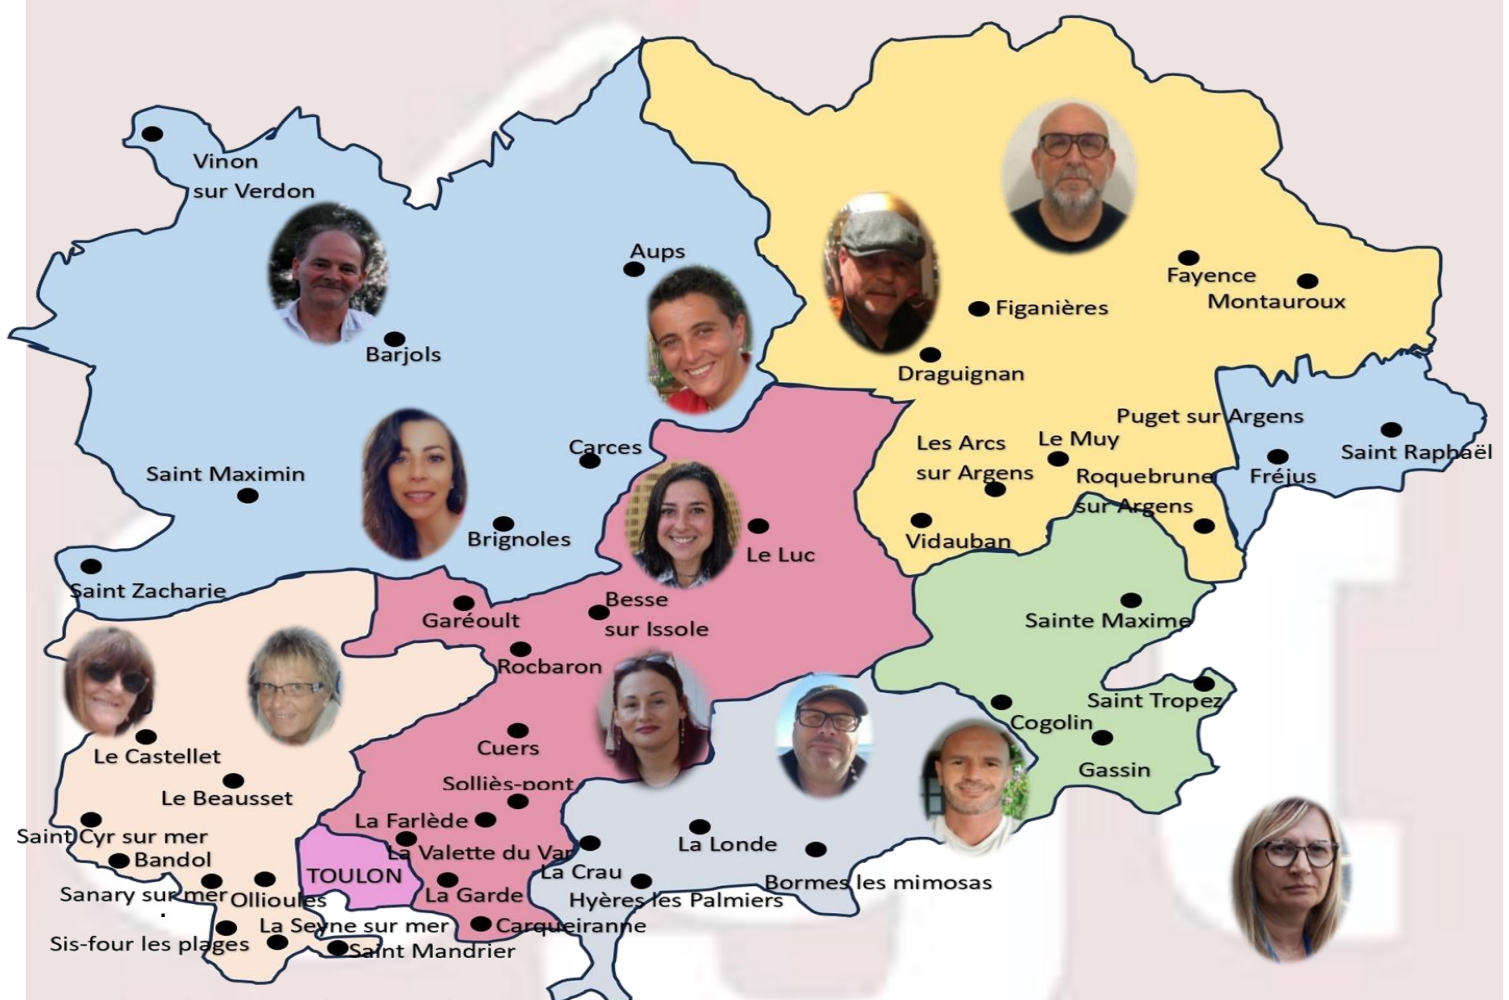 Vinon
sur Verdon
Aups
Fayence
Montauroux
Figanières
Barjols
Draguignan
Puget sur Argens
Les Arcs
sur Argens
Le Muy
Saint Raphaël
Carces
Saint Maximin
Roquebrune
sur Argens
Fréjus
Brignoles
Vidauban
Le Luc
Saint Zacharie
Garéoult
Besse
sur Issole
Sainte Maxime
Rocbaron
Saint Tropez
Cogolin
Cuers
Le Castellet
Gassin
Solliès-pont
Le Beausset
La Farlède
Saint Cyr sur mer
La Londe
La Valette du Var
Bandol
TOULON
La Crau
Bormes les mimosas
Sanary sur mer
Ollioules
La Garde
Hyères les Palmiers
La Seyne sur mer
Carqueiranne
Sis-four les plages
Saint Mandrier